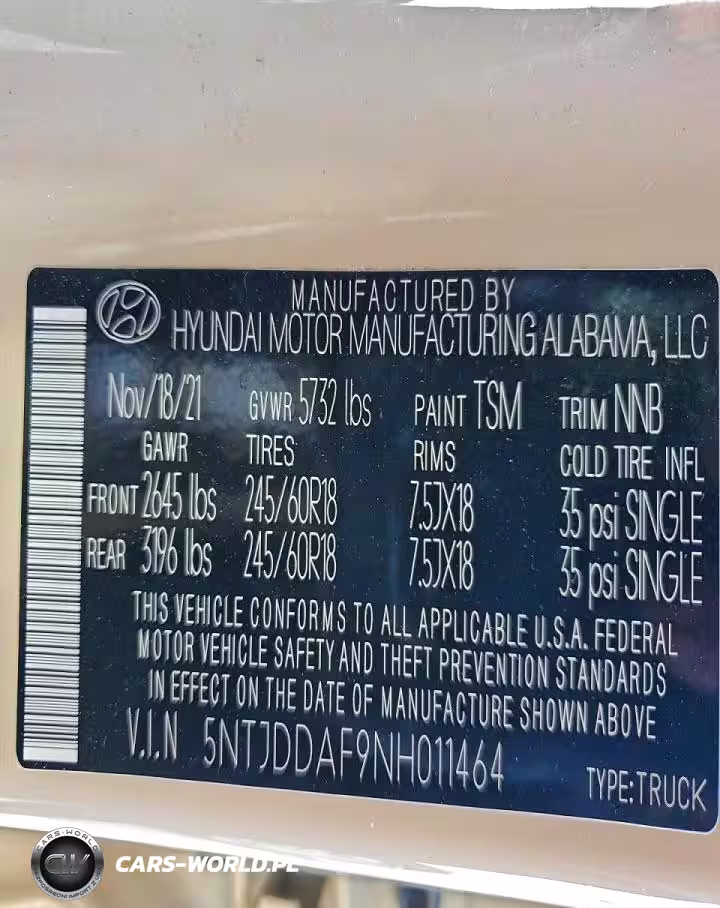 MANUFACTURED BY
HYUNDAI MOTOR MANUFACTURING ALABAMA, LLC
Nov/18/21 GVWR 5732 lbs PAINT TSM TRIM NNB
GAWR TIRES RIMS COLD TIRE INFL
FRONT 2645 lbs 245/60R18 7.5JX18 35 psi SINGLE
REAR 3196 lbs 245/60R18 7.5JX18 35 psi SINGLE
THIS VEHICLE CONFORMS TO ALL APPLICABLE U.S.A. FEDERAL
MOTOR VEHICLE SAFETY AND THEFT PREVENTION STANDARDS
IN EFFECT ON THE DATE OF MANUFACTURE SHOWN ABOVE
V.I.N 5NTJDDAF9NH011464 TYPE:TRUCK
CARS-WORLD
CW
CARS-WORLD.PL